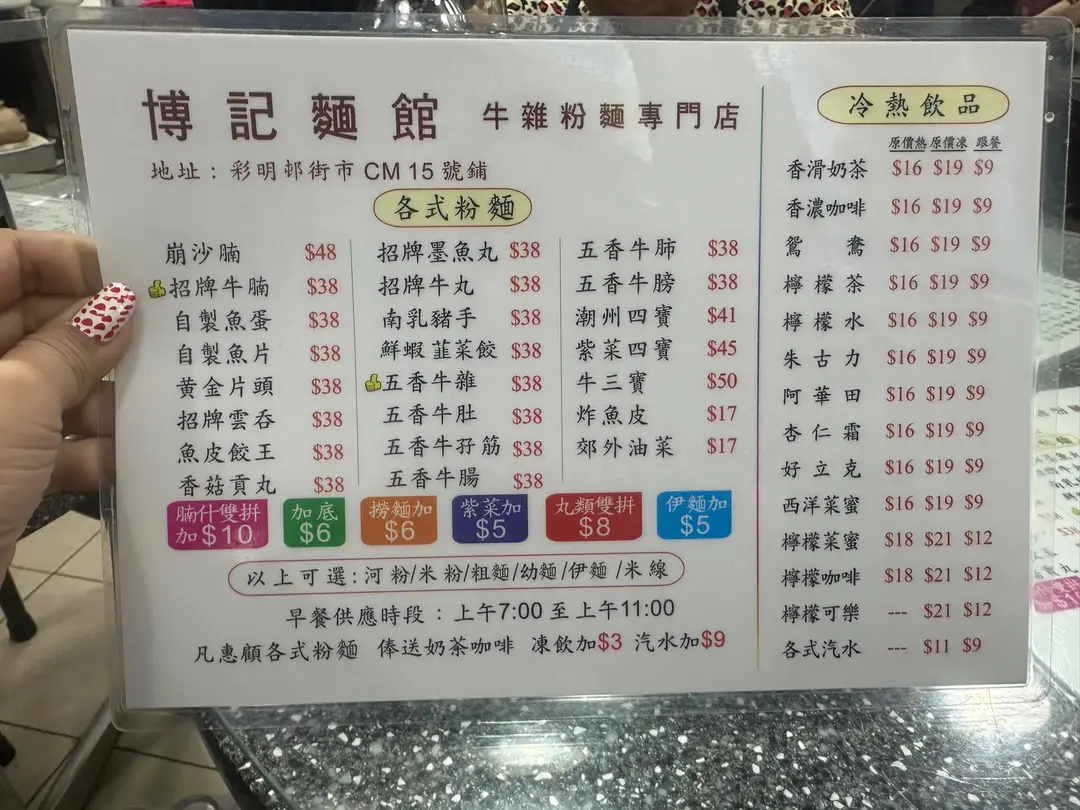 博記麵館 牛雜粉麵專門店
地址：彩明邨街市 CM 15 號鋪
各式粉麵
崩沙腩 $48
招牌牛腩 $38
自製魚蛋 $38
自製魚片 $38
黄金片頭 $38
招牌雲吞 $38
魚皮餃王 $38
香菇貢丸 $38
招牌墨魚丸 $38
招牌牛丸 $38
南乳豬手 $38
鮮蝦韮菜餃 $38
五香牛雜 $38
五香牛肚 $38
五香牛孖筋 $38
五香牛腸 $38
五香牛肺 $38
五香牛膀 $38
潮州四寶 $41
紫菜四寶 $45
牛三寶 $50
炸魚皮 $17
郊外油菜 $17
腩什雙拼
加$10
加底
$6
撈麵加
$6
紫菜加
$5
丸類雙拼
$8
伊麵加
$5
以上可選:河粉/米粉/粗麵/幼麵/伊麵/米線
早餐供應時段：上午7:00 至上午11:00
凡惠顧各式粉麵 俸送奶茶咖啡 凍飲加$3 汽水加$9
冷熱飲品
原價熱 原價凍 跟餐
香滑奶茶 $16 $19 $9
香濃咖啡 $16 $19 $9
鴛鴦 $16 $19 $9
檸檬茶 $16 $19 $9
檸檬水 $16 $19 $9
朱古力 $16 $19 $9
阿華田 $16 $19 $9
杏仁霜 $16 $19 $9
好立克 $16 $19 $9
西洋菜蜜 $16 $19 $9
檸檬菜蜜 $18 $21 $12
檸檬咖啡 $18 $21 $12
檸檬可樂 --- $21 $12
各式汽水 --- $11 $9